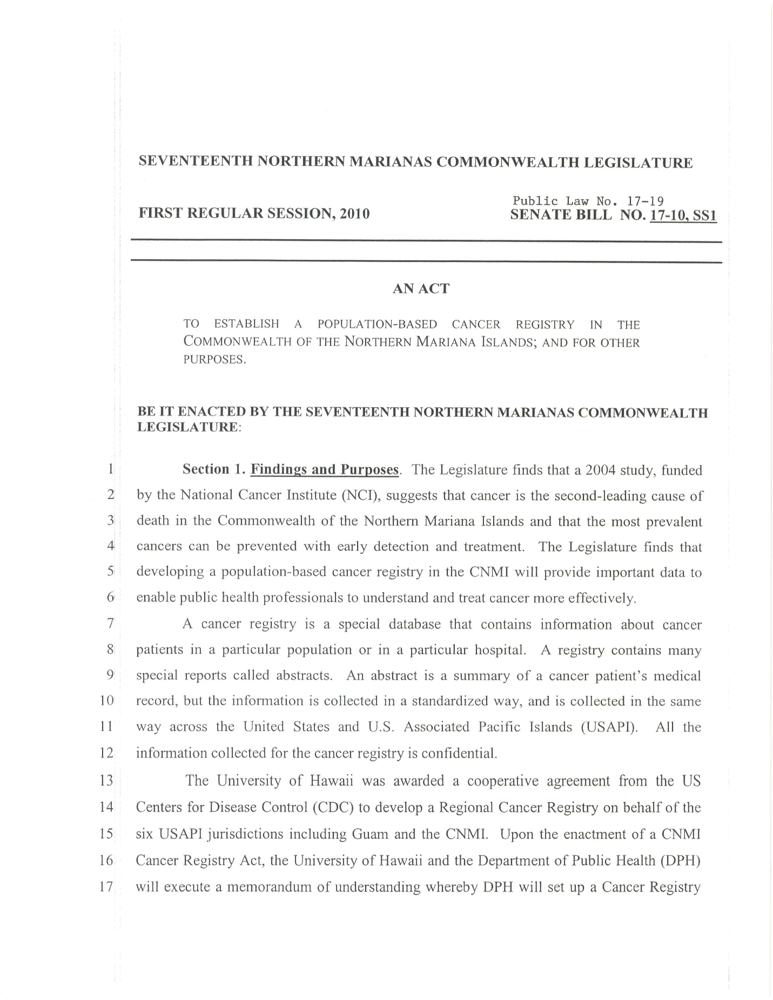 SEVENTEENTH NORTHERN MARIANAS COMMONWEALTH LEGISLATURE
Public Law No. 17-19
FIRST REGULAR SESSION, 2010 SENATE BILL NO. 17-10, SS1
AN ACT
TO ESTABLISH A POPULATION-BASED CANCER REGISTRY IN THE
COMMONWEALTH OF THE NORTHERN MARIANA ISLANDS; AND FOR OTHER
PURPOSES.
BE IT ENACTED BY THE SEVENTEENTH NORTHERN MARIANAS COMMONWEALTH
LEGISLATURE:
1 Section 1. Findings and Purposes. The Legislature finds that a 2004 study, funded
2 by the National Cancer Institute (NCI), suggests that cancer is the second-leading cause of
3 death in the Commonwealth of the Northern Mariana Islands and that the most prevalent
4 cancers can be prevented with early detection and treatment. The Legislature finds that
5 developing a population-based cancer registry in the CNMI will provide important data to
6 enable public health professionals to understand and treat cancer more effectively.
7 A cancer registry is a special database that contains information about cancer
8 patients in a particular population or in a particular hospital. A registry contains many
9 special reports called abstracts. An abstract is a summary of a cancer patient's medical
10 record, but the information is collected in a standardized way, and is collected in the same
11 way across the United States and U.S. Associated Pacific Islands (USAPI). All the
12 information collected for the cancer registry is confidential.
13 The University of Hawaii was awarded a cooperative agreement from the US
14 Centers for Disease Control (CDC) to develop a Regional Cancer Registry on behalf of the
15 six USAPI jurisdictions including Guam and the CNMI. Upon the enactment of a CNMI
16 Cancer Registry Act, the University of Hawaii and the Department of Public Health (DPH)
17 will execute a memorandum of understanding whereby DPH will set up a Cancer Registry